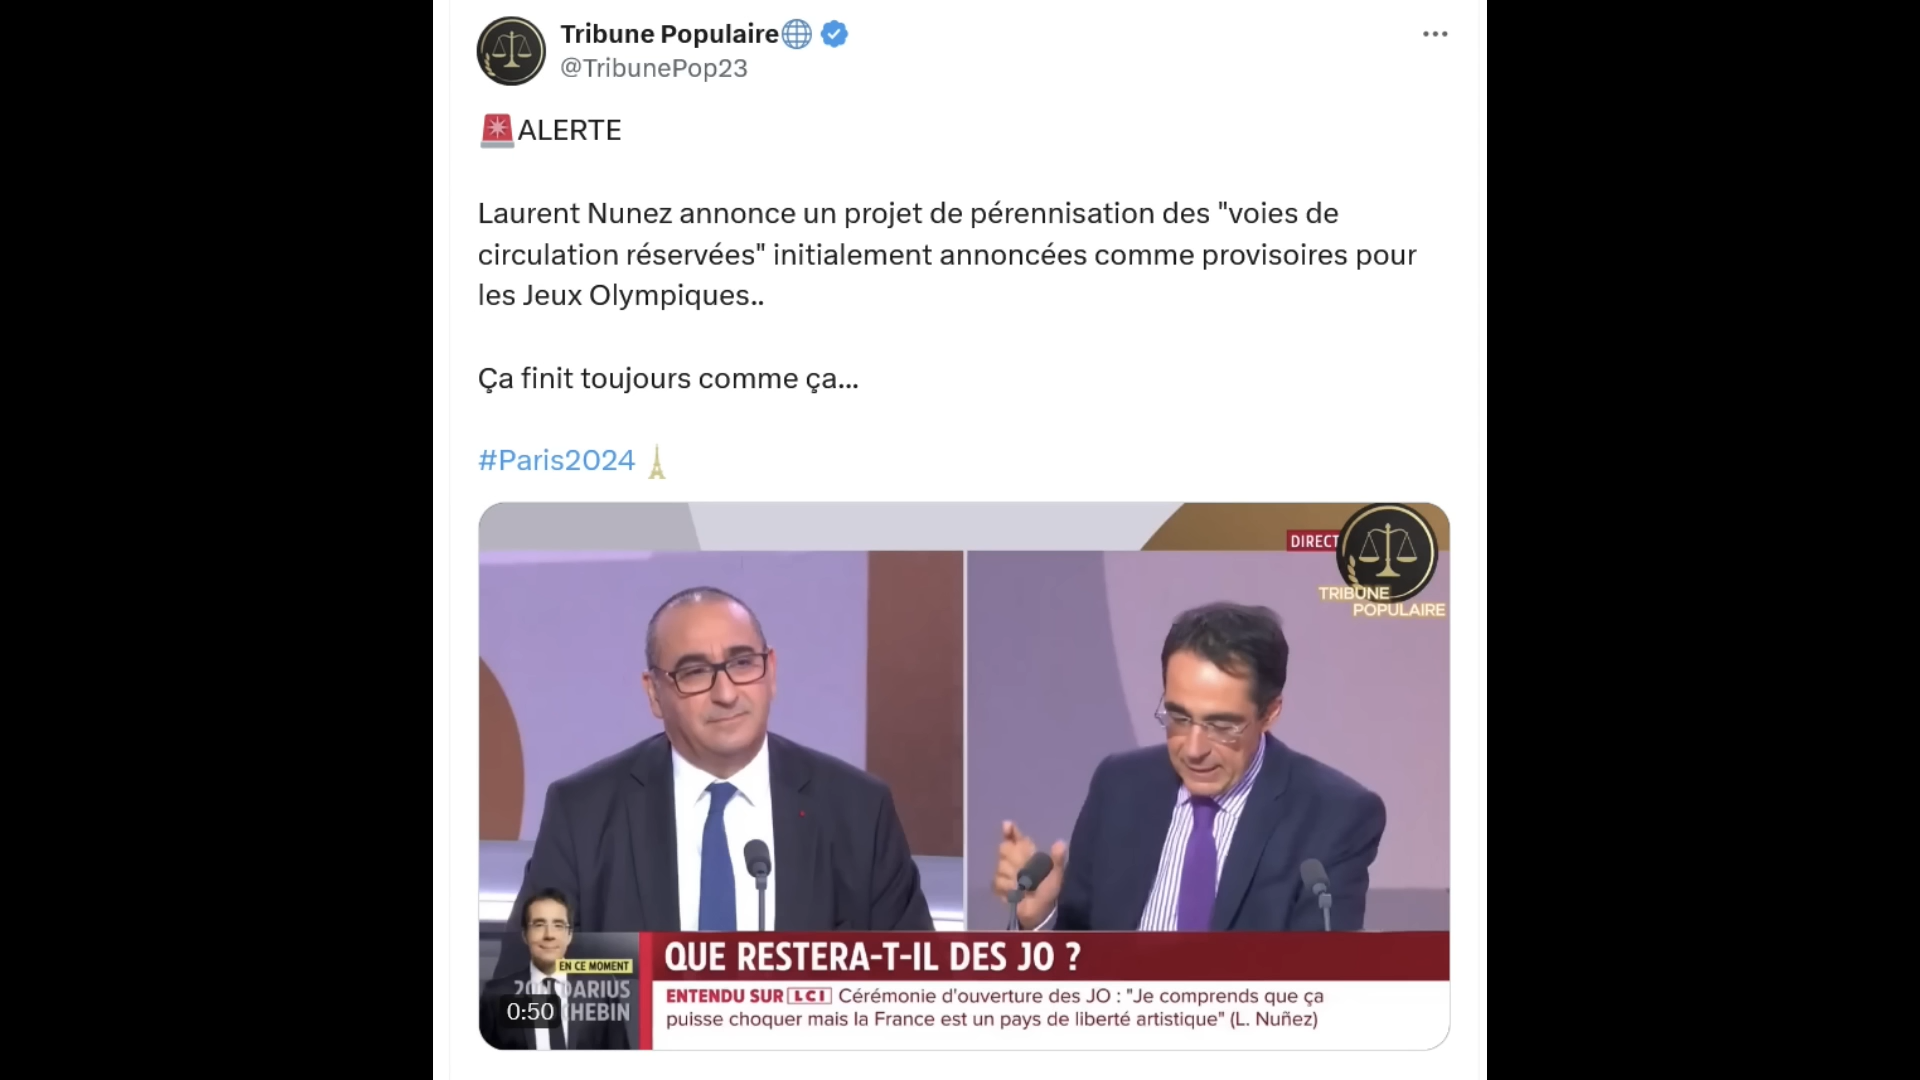 Tribune Populaire
@TribunePop23
ALERTE
Laurent Nunez annonce un projet de pérennisation des "voies de
circulation réservées" initialement annoncées comme provisoires pour
les Jeux Olympiques..
Ça finit toujours comme ça...
#Paris2024
DIRECT
TRIBUNE
POPULAIRE
QUE RESTERA-T-IL DES JO ?
EN CE MOMENT
DARIUS
0:50
ENTENDU SUR LCI Cérémonie d'ouverture des JO : "Je comprends que ça
puisse choquer mais la France est un pays de liberté artistique" (L. Nuñez)